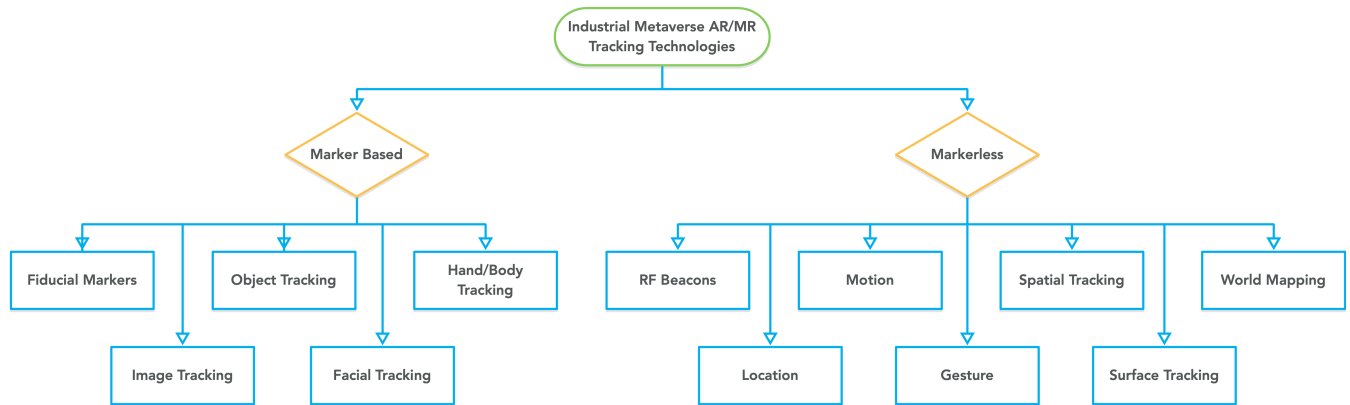 Industrial Metaverse AR/MR
Tracking Technologies
Marker Based
Markerless
Fiducial Markers
Object Tracking
Hand/Body
Tracking
RF Beacons
Motion
Spatial Tracking
World Mapping
Image Tracking
Facial Tracking
Location
Gesture
Surface Tracking